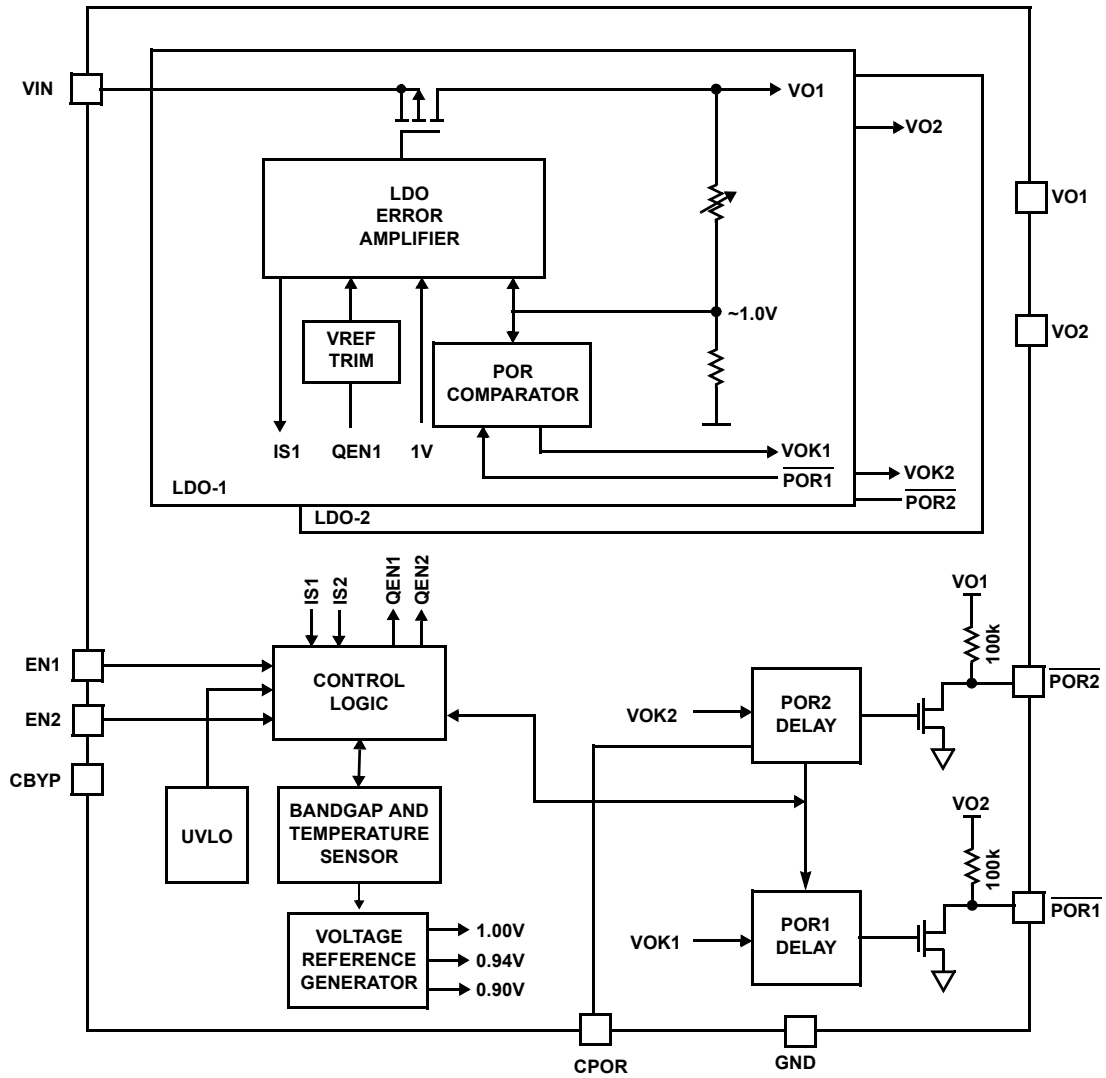 VIN
VO1
VO2
VO1
VO2
LDO
ERROR
AMPLIFIER
~1.0V
VREF
TRIM
POR
COMPARATOR
IS1
QEN1
1V
VOK1
POR1
VOK2
POR2
LDO-1
LDO-2
IS1
IS2
QEN1
QEN2
VO1
100k
EN1
CONTROL
LOGIC
POR2
EN2
VOK2
POR2
DELAY
CBYP
UVLO
BANDGAP AND
TEMPERATURE
SENSOR
VO2
100k
POR1
VOLTAGE
REFERENCE
GENERATOR
1.00V
0.94V
0.90V
VOK1
POR1
DELAY
CPOR
GND